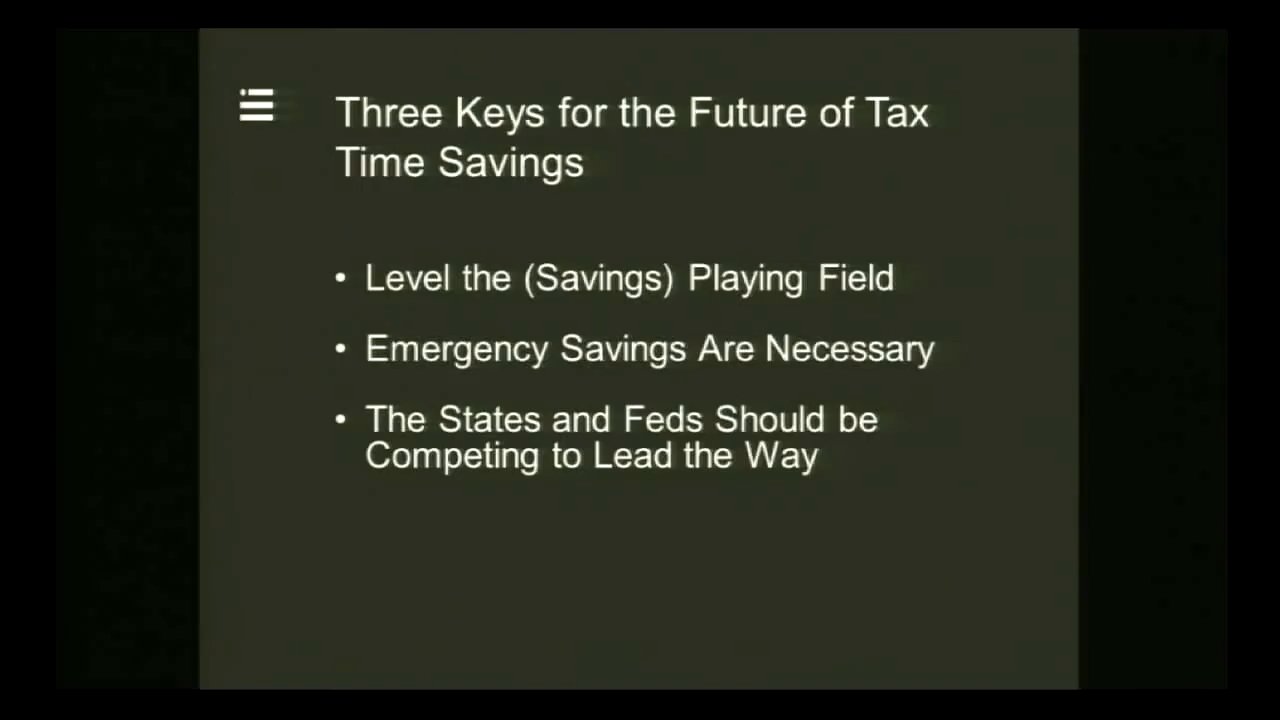 Three Keys for the Future of Tax
Time Savings
• Level the (Savings) Playing Field
• Emergency Savings Are Necessary
• The States and Feds Should be
Competing to Lead the Way